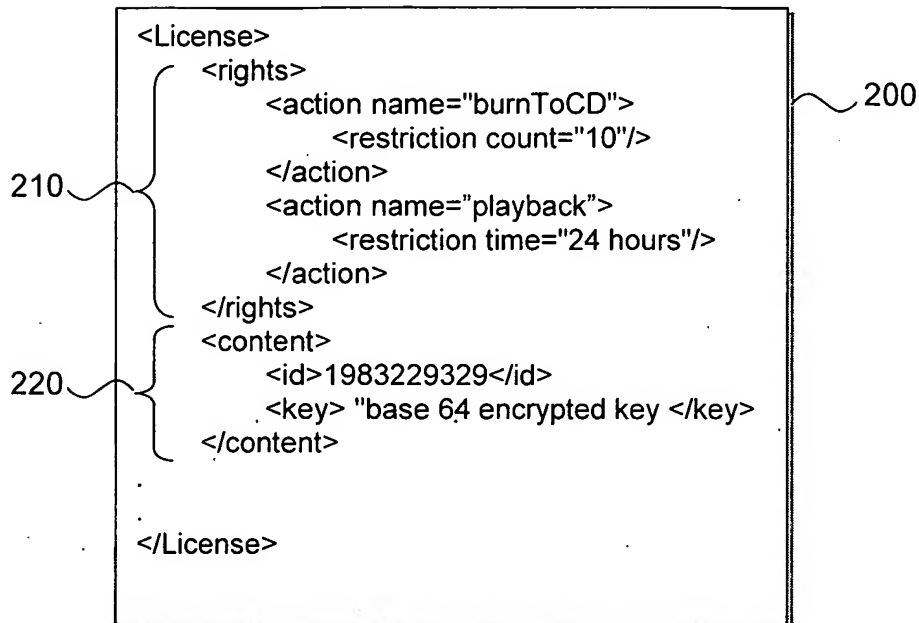 <License>
<rights>
<action name="burnToCD">
200
<restriction count="10"/>
</action>
210
<action name="playback”>
<restriction time="24 hours"/>
</action>
</rights>
<content>
220
<id>1983229329</id>
<key> "base 64 encrypted key </key>
</content>
.
.
</License>